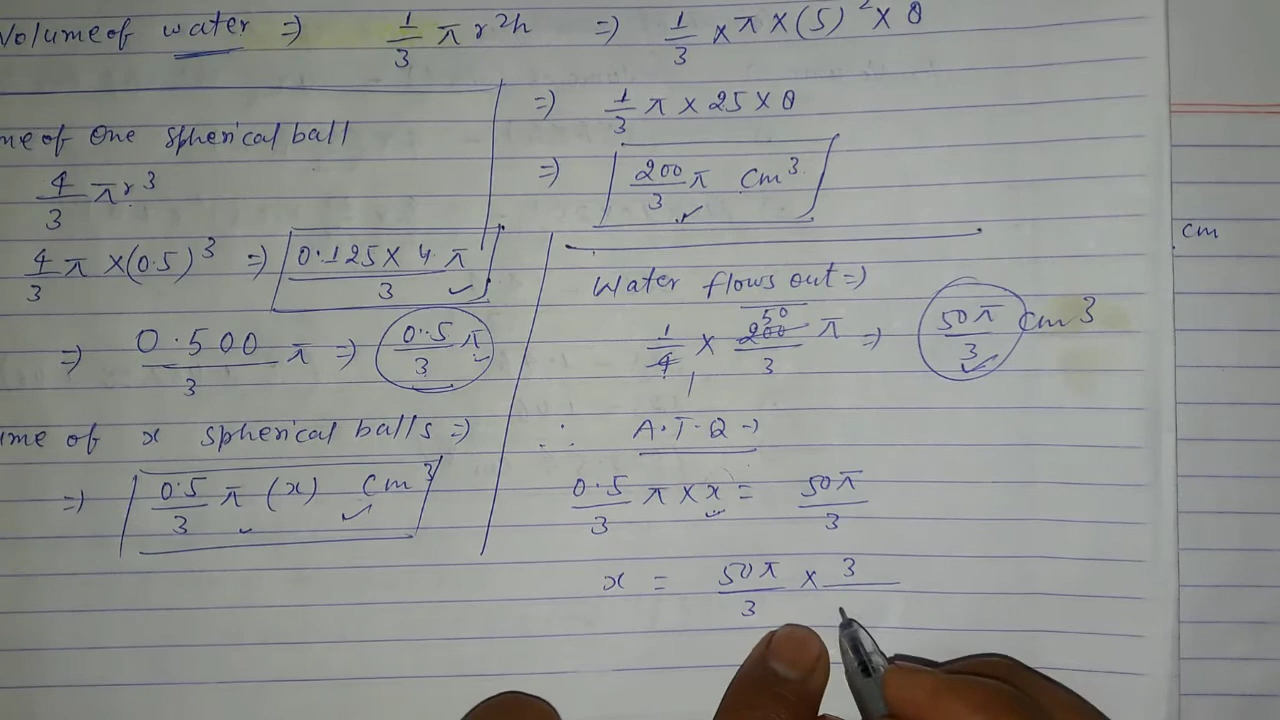 Volume of water ⇒ 1/3 π r²h ⇒ 1/3 × π × (5)² × 8
me of One spherical ball
4/3 π r³
4/3 π × (0.5)³ ⇒ 0.125 × 4 π / 3
⇒ 0.500/3 π ⇒ 0.5/3 π
ume of x spherical balls ⇒
⇒ 0.5/3 π (x) cm³
⇒ 1/3 π × 25 × 8
⇒ 200/3 π cm³
Water flows out ⇒
50
1/4 × 200/3 π ⇒ 50π/3 cm³
1
∴ A.T.Q →
0.5/3 π × x = 50π/3
x = 50π/3 × 3
cm